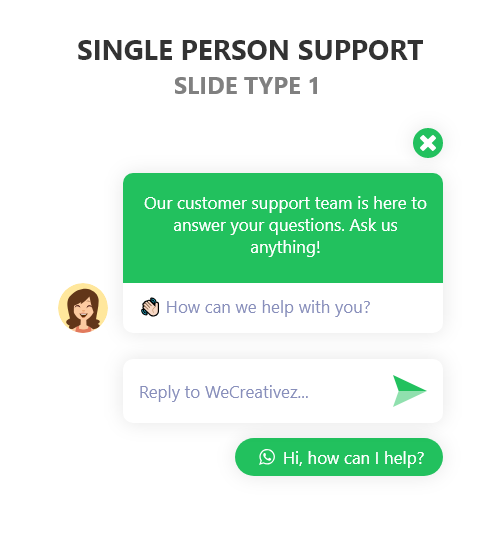 SINGLE PERSON SUPPORT
SLIDE TYPE 1
Our customer support team is here to
answer your questions. Ask us
anything!
How can we help with you?
Reply to WeCreativez...
Hi, how can I help?